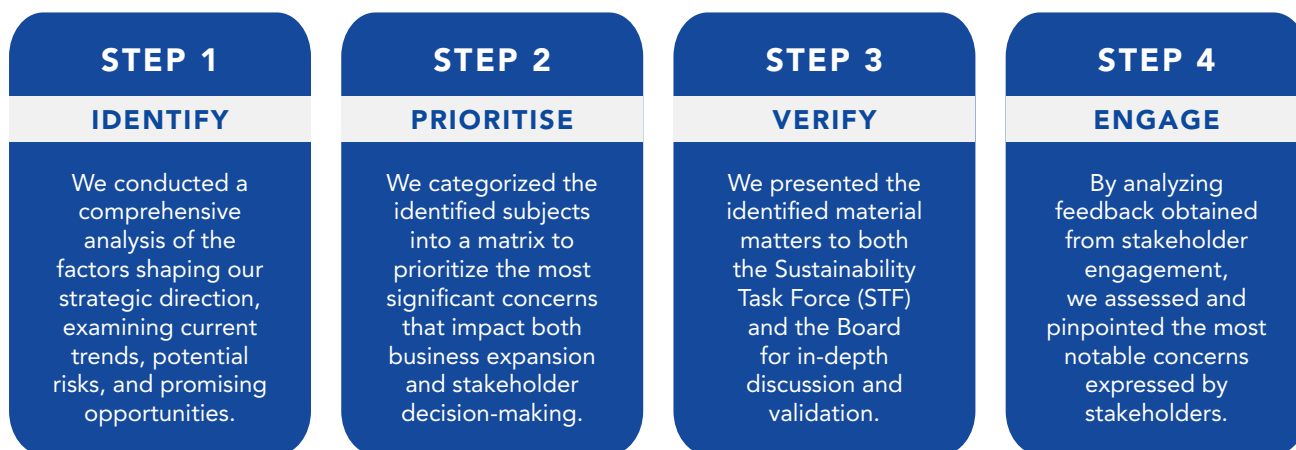 STEP 1
IDENTIFY
We conducted a
comprehensive
analysis of the
factors shaping our
strategic direction,
examining current
trends, potential
risks, and promising
opportunities.
STEP 2
PRIORITISE
We categorized the
identified subjects
into a matrix to
prioritize the most
significant concerns
that impact both
business expansion
and stakeholder
decision-making.
STEP 3
VERIFY
We presented the
identified material
matters to both
the Sustainability
Task Force (STF)
and the Board
for in-depth
discussion and
validation.
STEP 4
ENGAGE
By analyzing
feedback obtained
from stakeholder
engagement,
we assessed and
pinpointed the most
notable concerns
expressed by
stakeholders.